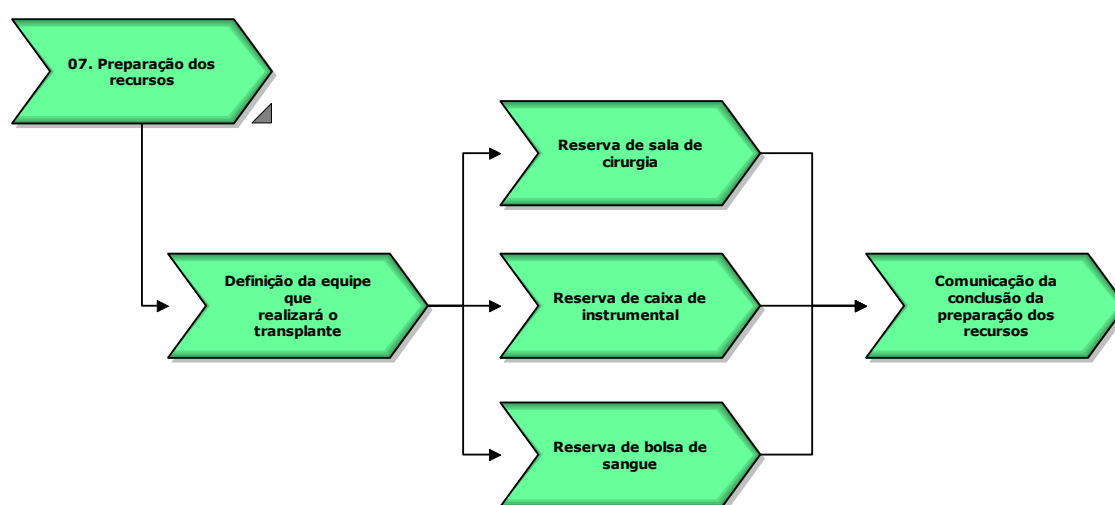 07. Preparação dos
recursos
Reserva de sala de
cirurgia
Definição da equipe
que
realizará o
transplante
Reserva de caixa de
instrumental
Comunicação da
conclusão da
preparação dos
recursos
Reserva de bolsa de
sangue